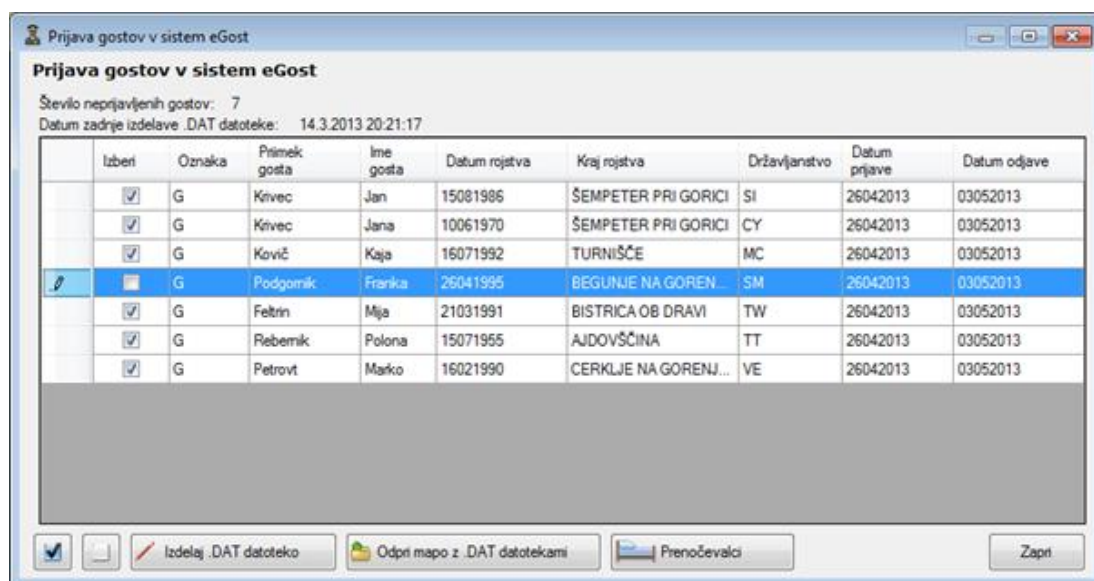 Prijava gostov v sistem eGost
Prijava gostov v sistem eGost
Število neprijavljenih gostov: 7
Datum zadnje izdelave .DAT datoteke: 14.3.2013 20:21:17
Izberi Oznaka Priimek gosta Ime gosta Datum rojstva Kraj rojstva Državljanstvo Datum prijave Datum odjave
G Krivec Jan 15081986 ŠEMPETER PRI GORICI SI 26042013 03052013
G Krivec Jana 10061970 ŠEMPETER PRI GORICI CY 26042013 03052013
G Kovič Kaja 16071992 TURNIŠČE MC 26042013 03052013
G Podgornik Franka 26041995 BEGUNJE NA GOREN... SM 26042013 03052013
G Feltrin Mija 21031991 BISTRICA OB DRAVI TW 26042013 03052013
G Rebernik Polona 15071955 AJDOVŠČINA TT 26042013 03052013
G Petrovt Marko 16021990 CERKLJE NA GORENJ... VE 26042013 03052013
Izdelaj .DAT datoteko Odpri mapo z .DAT datotekami Prenočevalci Zapri